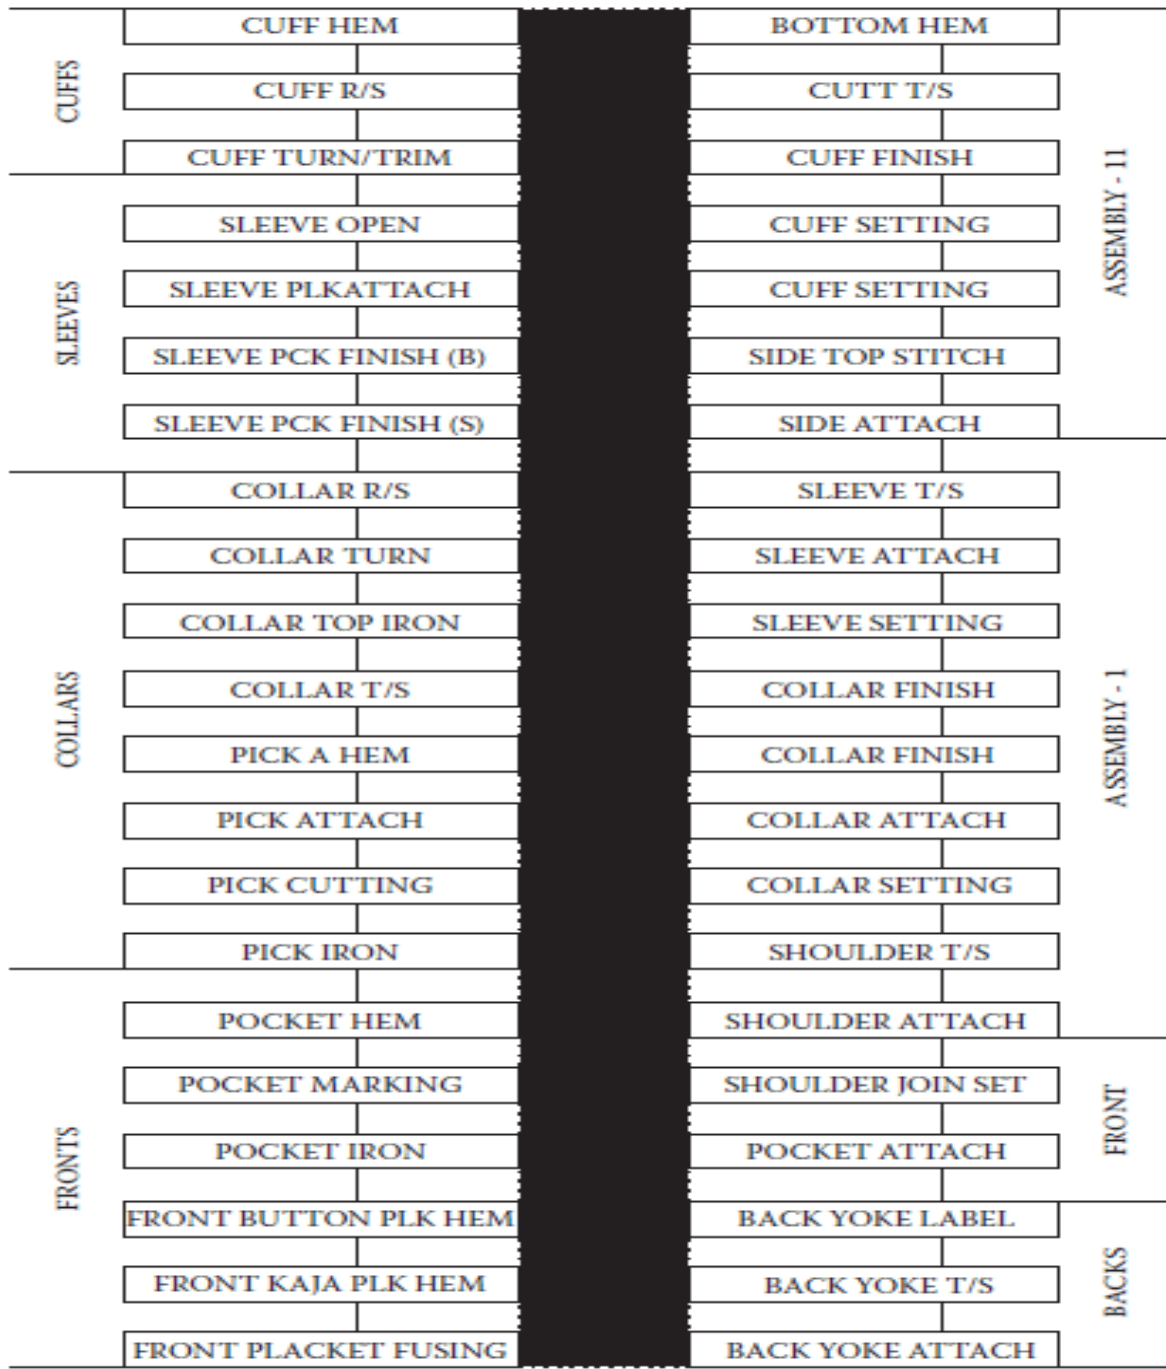 CUFFS
CUFF HEM
CUFF R/S
CUFF TURN/TRIM
SLEEVES
SLEEVE OPEN
SLEEVE PLKATTACH
SLEEVE PCK FINISH (B)
SLEEVE PCK FINISH (S)
COLLARS
COLLAR R/S
COLLAR TURN
COLLAR TOP IRON
COLLAR T/S
PICK A HEM
PICK ATTACH
PICK CUTTING
PICK IRON
FRONTS
POCKET HEM
POCKET MARKING
POCKET IRON
FRONT BUTTON PLK HEM
FRONT KAJA PLK HEM
FRONT PLACKET FUSING
BOTTOM HEM
CUTT T/S
CUFF FINISH
CUFF SETTING
CUFF SETTING
SIDE TOP STITCH
SIDE ATTACH
ASSEMBLY - 11
SLEEVE T/S
SLEEVE ATTACH
SLEEVE SETTING
COLLAR FINISH
COLLAR FINISH
COLLAR ATTACH
COLLAR SETTING
SHOULDER T/S
SHOULDER ATTACH
ASSEMBLY - 1
SHOULDER JOIN SET
POCKET ATTACH
FRONT
BACK YOKE LABEL
BACK YOKE T/S
BACK YOKE ATTACH
BACKS